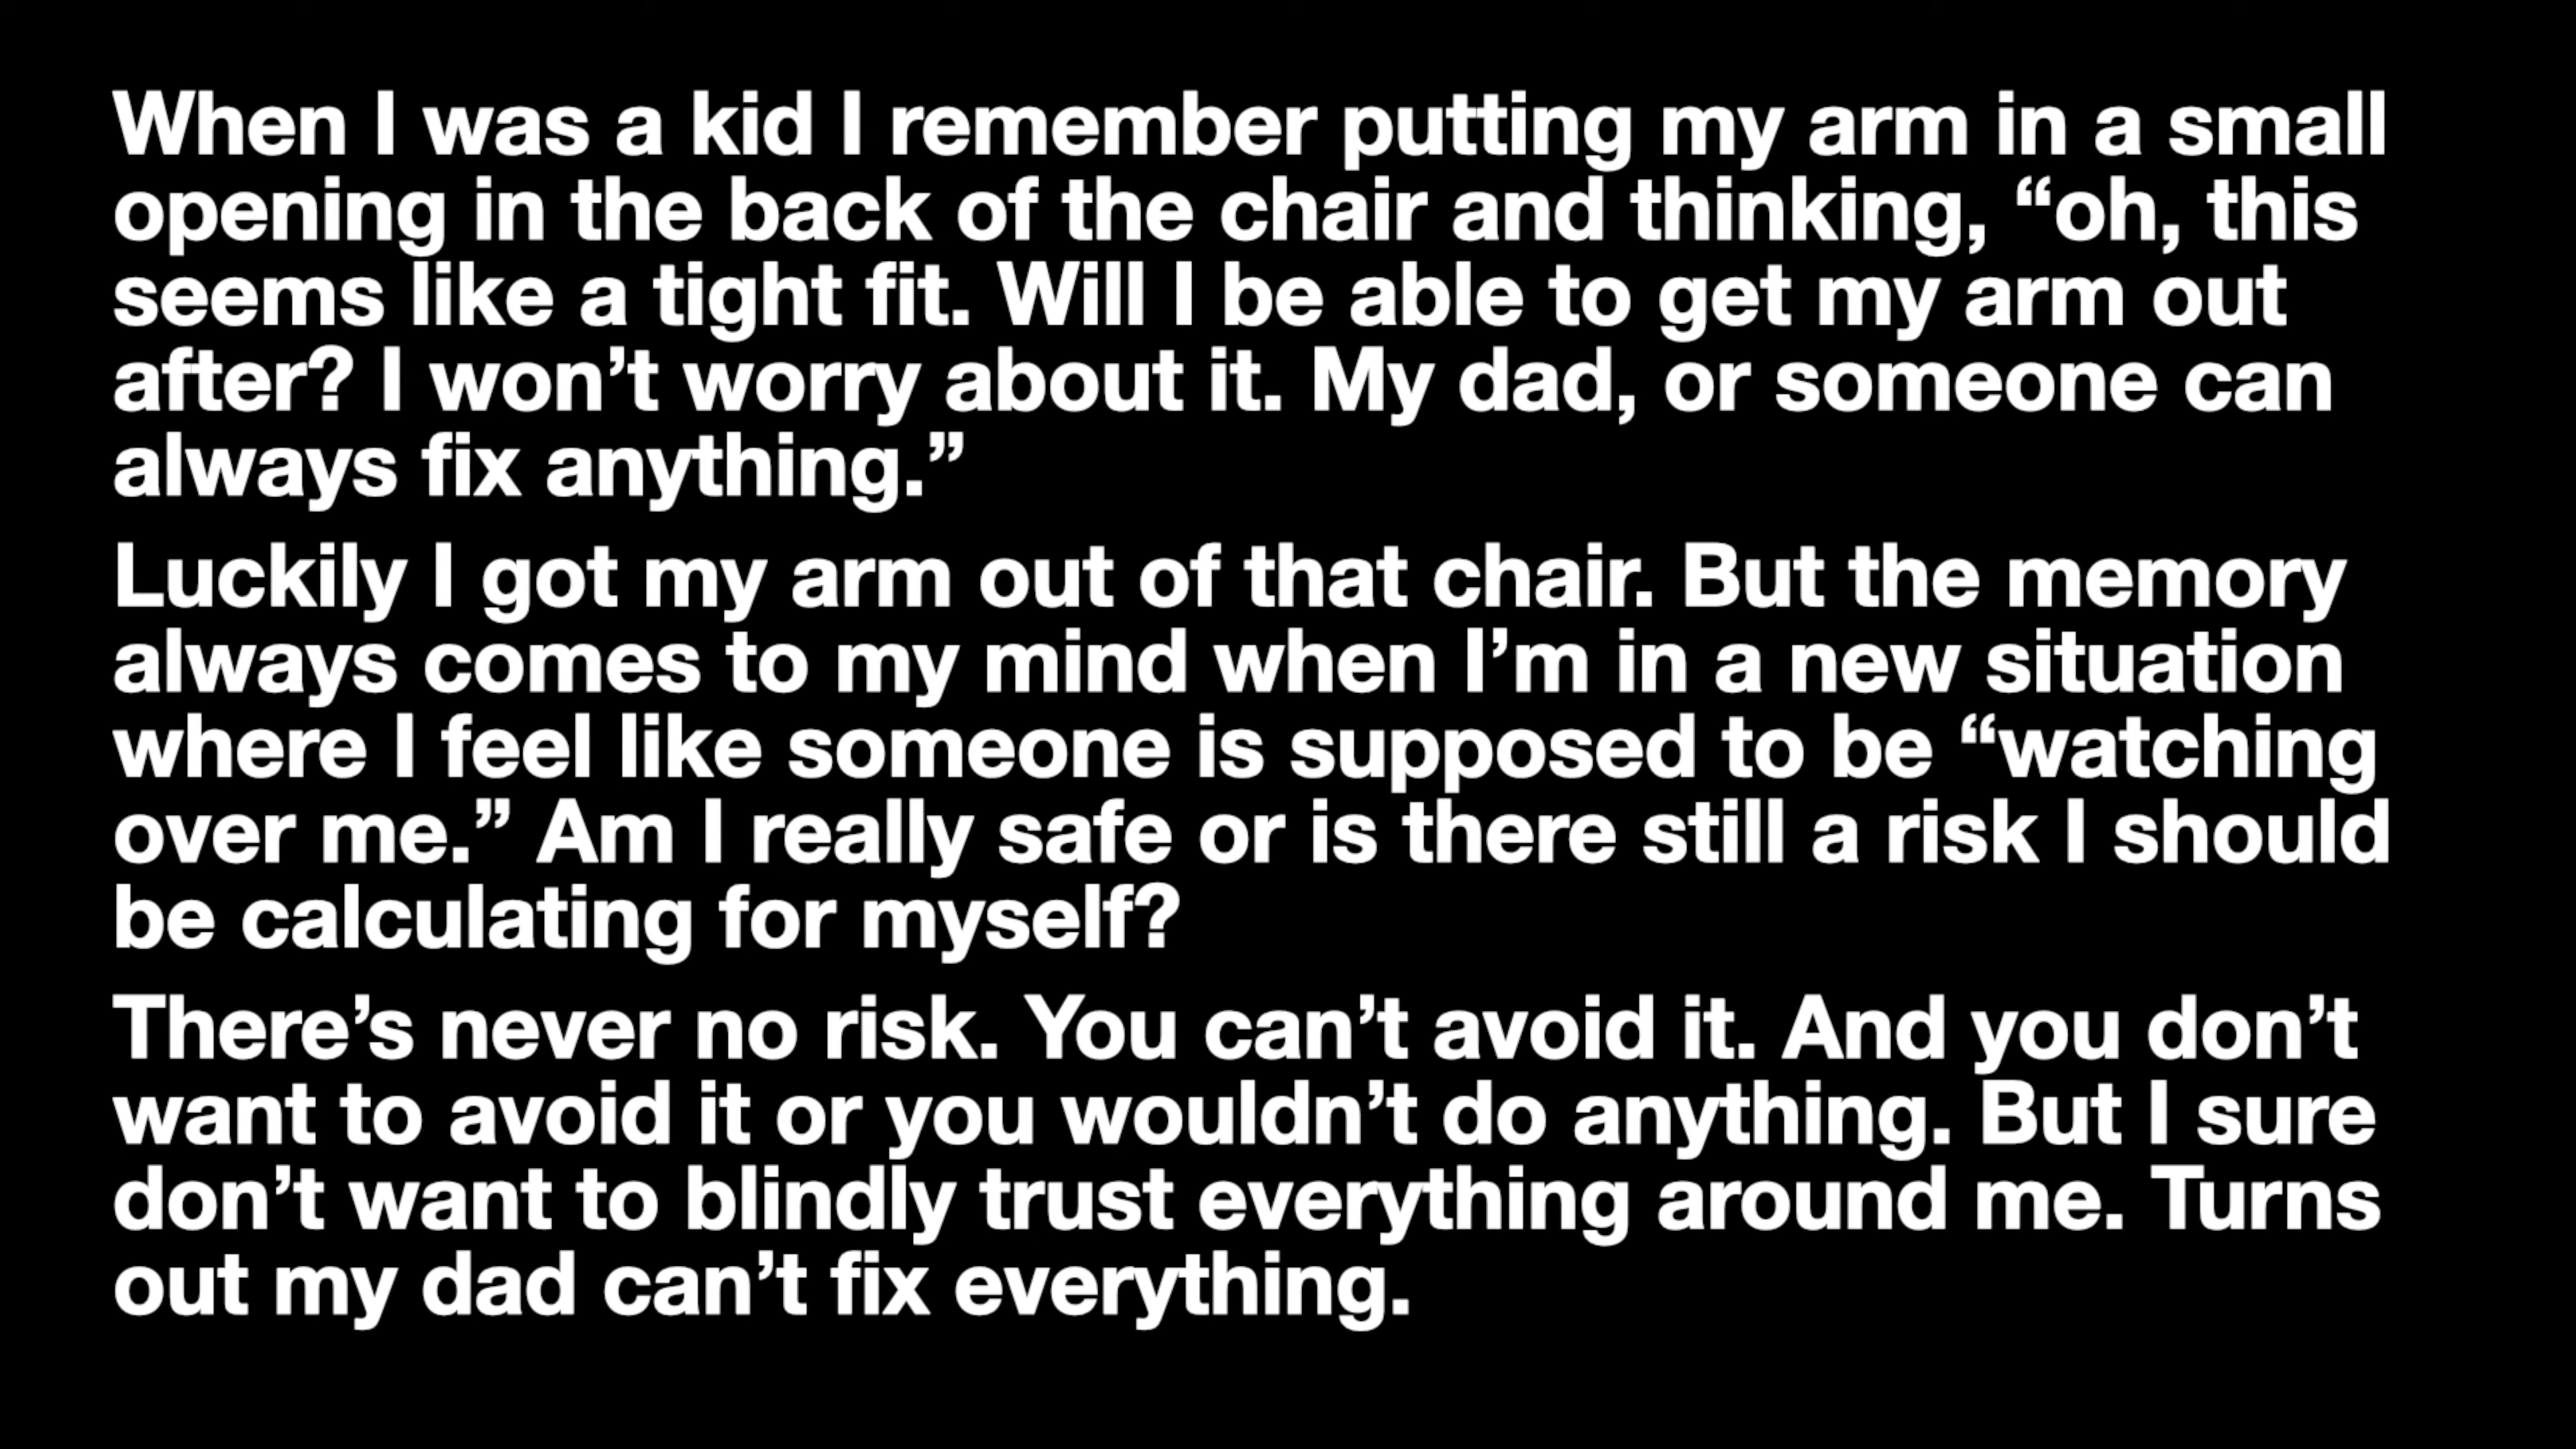 When I was a kid I remember putting my arm in a small
opening in the back of the chair and thinking, “oh, this
seems like a tight fit. Will I be able to get my arm out
after? I won’t worry about it. My dad, or someone can
always fix anything.”
Luckily I got my arm out of that chair. But the memory
always comes to my mind when I’m in a new situation
where I feel like someone is supposed to be “watching
over me.” Am I really safe or is there still a risk I should
be calculating for myself?
There’s never no risk. You can’t avoid it. And you don’t
want to avoid it or you wouldn’t do anything. But I sure
don’t want to blindly trust everything around me. Turns
out my dad can’t fix everything.